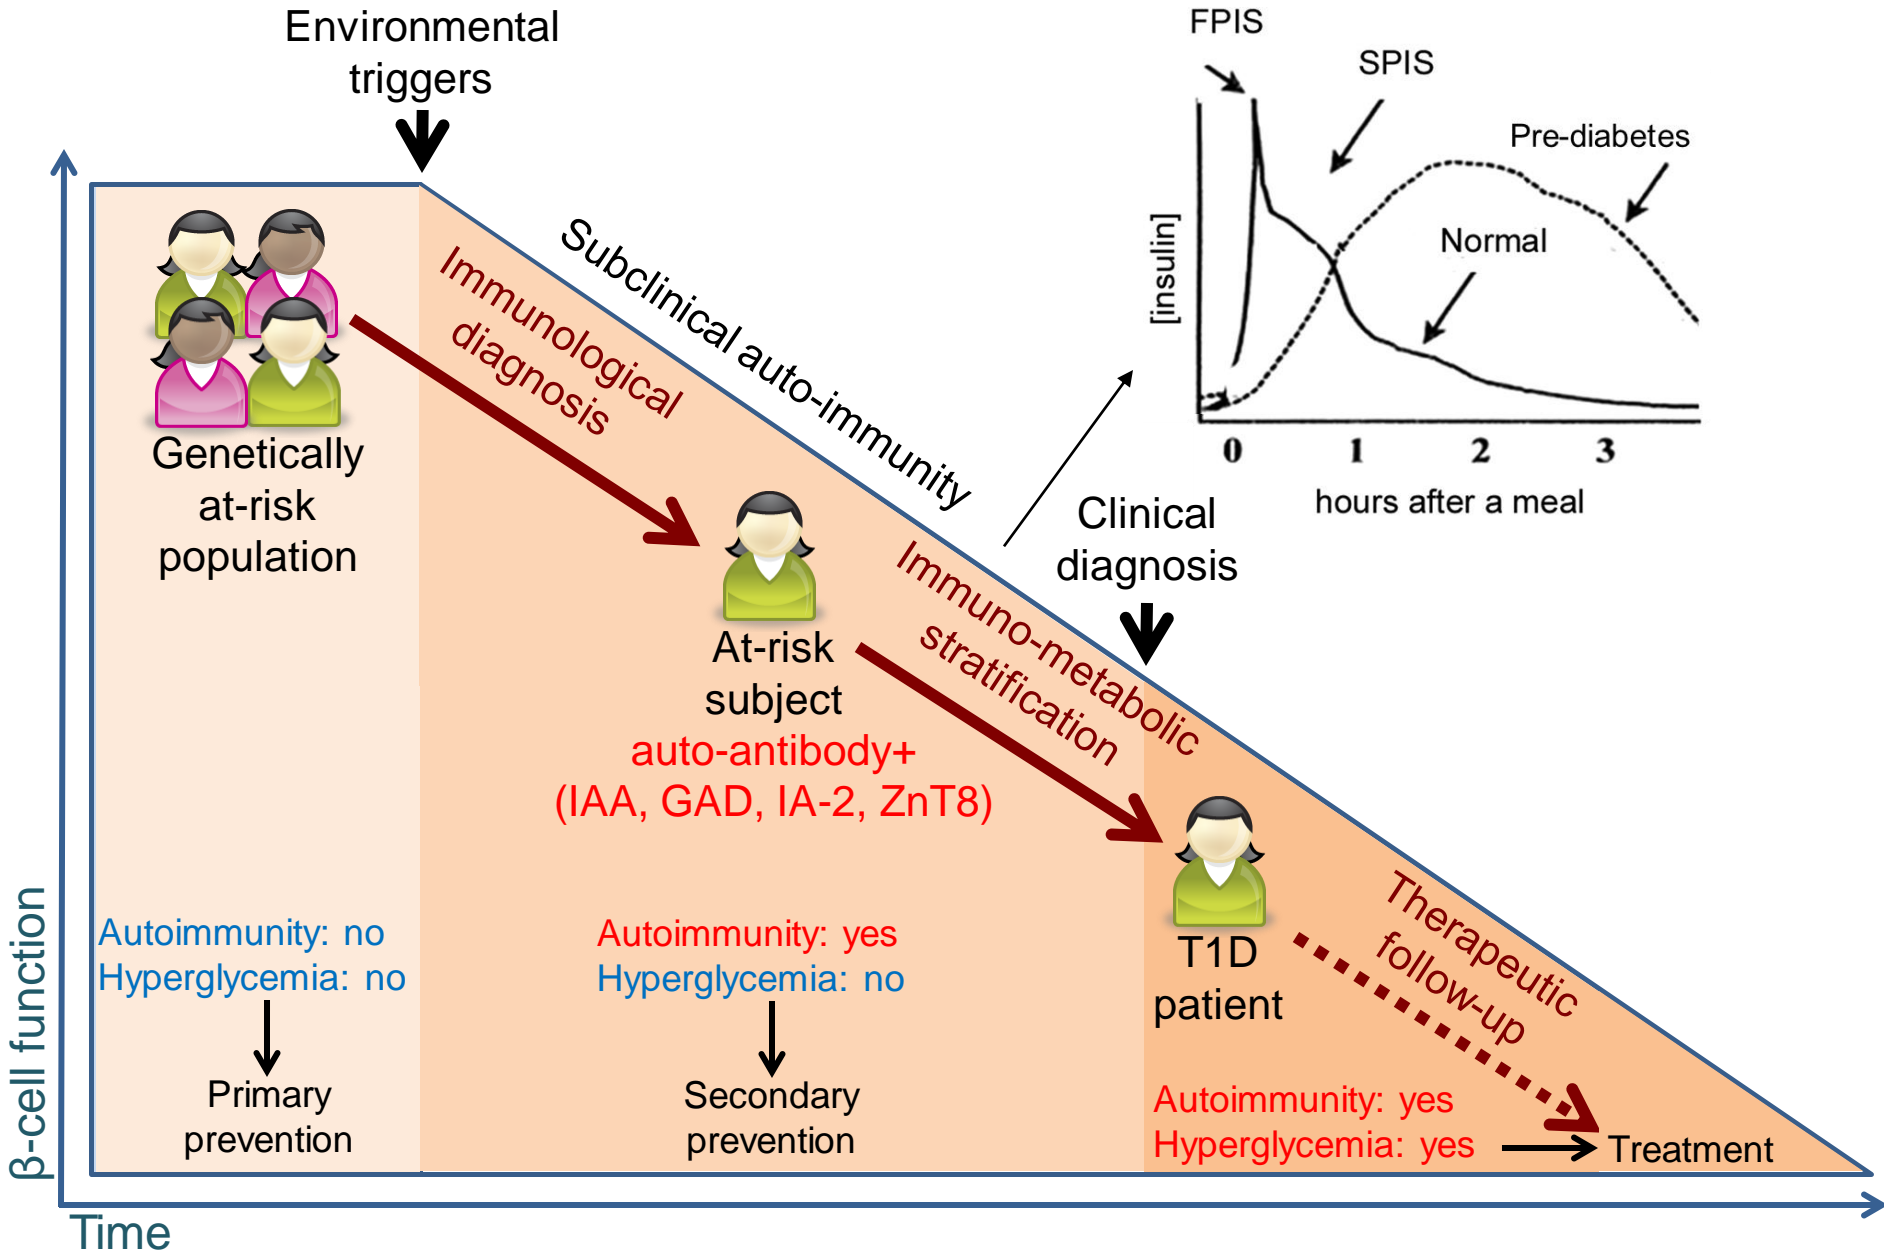 Environmental
triggers
FPIS
SPIS
Pre-diabetes
Normal
[insulin]
0 1 2 3
hours after a meal
Subclinical auto-immunity
Immunological
diagnosis
Genetically
at-risk
population
Clinical
diagnosis
Immuno-metabolic
stratification
At-risk
subject
auto-antibody+
(IAA, GAD, IA-2, ZnT8)
T1D
patient
Therapeutic
follow-up
Autoimmunity: no
Hyperglycemia: no
Primary
prevention
Autoimmunity: yes
Hyperglycemia: no
Secondary
prevention
Autoimmunity: yes
Hyperglycemia: yes
Treatment
β-cell function
Time